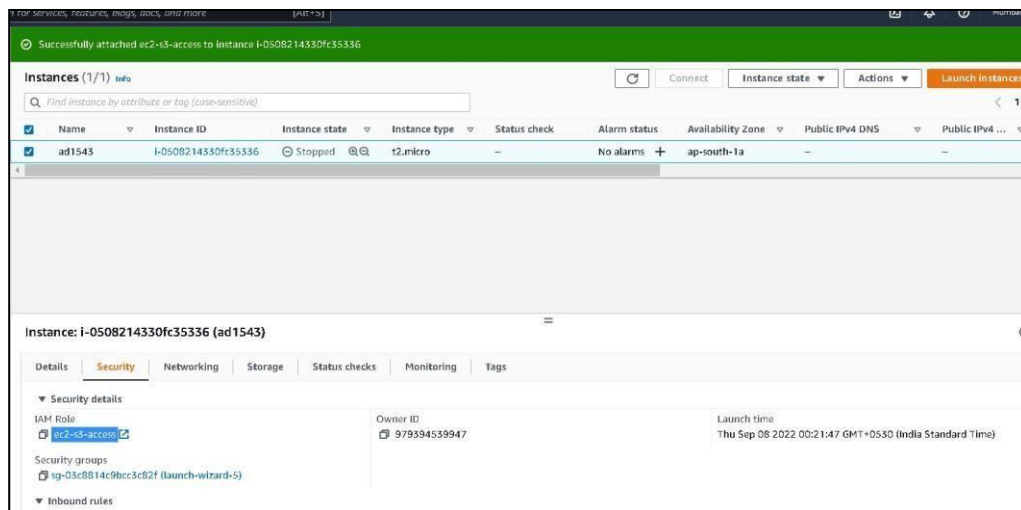 for services, features, blogs, docs, and more [Alt+S] Mumbai
Successfully attached ec2-s3-access to instance i-0508214330fc35336
Instances (1/1) Info Connect Instance state Actions Launch instances
Find instance by attribute or tag (case-sensitive) 1
Name Instance ID Instance state Instance type Status check Alarm status Availability Zone Public IPv4 DNS Public IPv4 ...
ad1543 i-0508214330fc35336 Stopped t2.micro – No alarms + ap-south-1a – –
Instance: i-0508214330fc35336 (ad1543)
Details Security Networking Storage Status checks Monitoring Tags
Security details
IAM Role Owner ID Launch time
ec2-s3-access 979394539947 Thu Sep 08 2022 00:21:47 GMT+0530 (India Standard Time)
Security groups
sg-03c8814c9bcc3c82f (launch-wizard-5)
Inbound rules